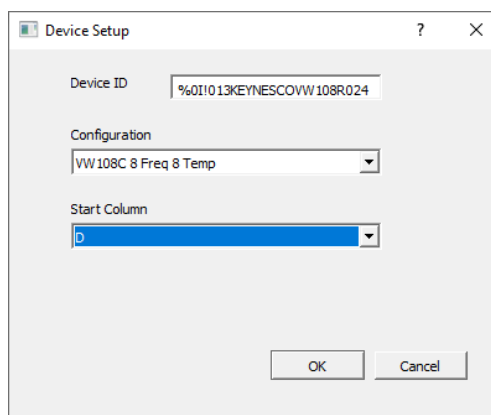 Device Setup
?
Device ID
%0I!013KEYNESCOVW108R024
Configuration
VW108C 8 Freq 8 Temp
Start Column
D
OK
Cancel